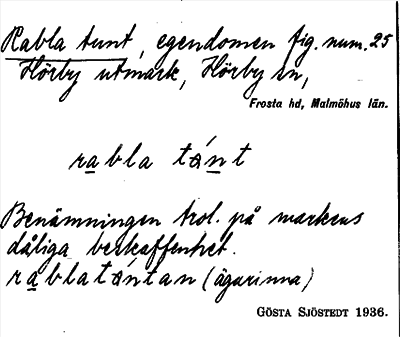 Rabla tunt, egendomen fig. num. 25
Hörby utmark, Hörby sn,
Frosta hd, Malmöhus län.
rabla tánt
Benämningen trol. på markens
dåliga beskaffenhet.
rablatántan (ägarinna)
GÖSTA SJÖSTEDT 1936.